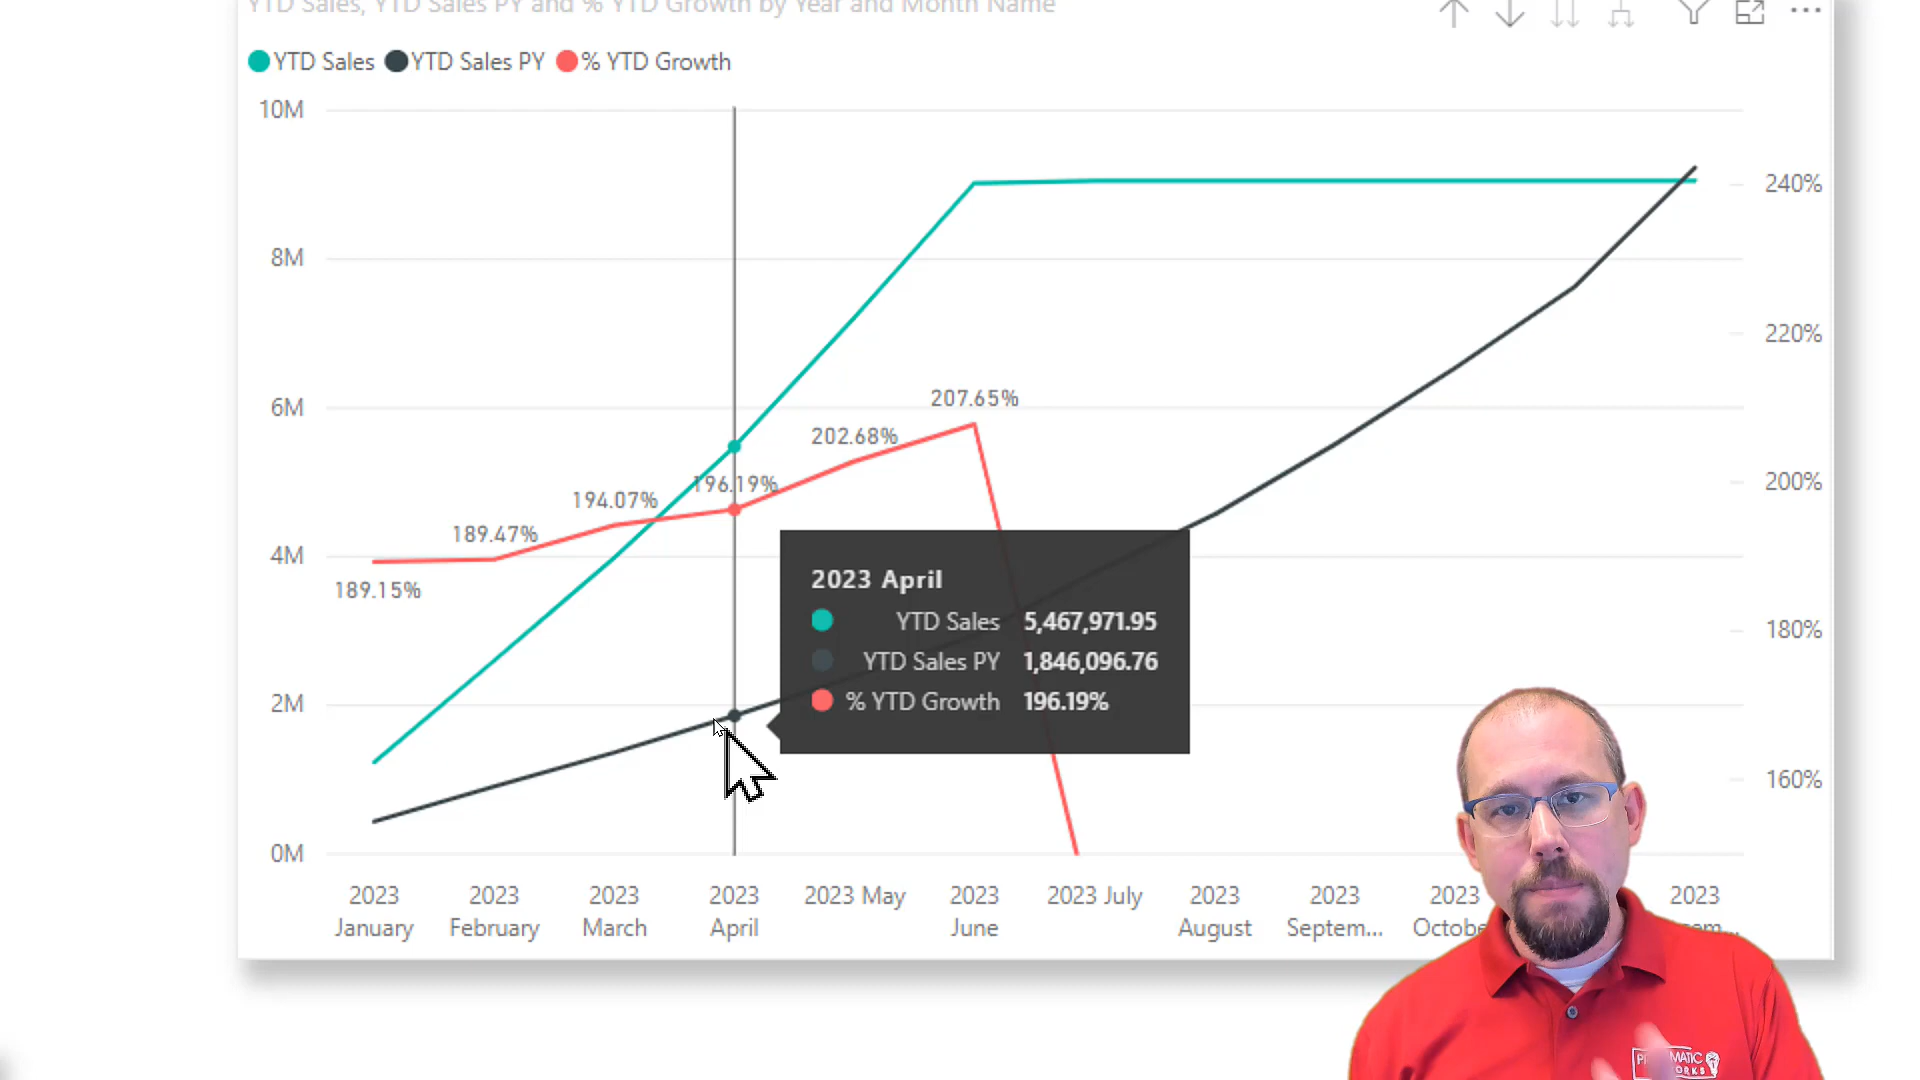 YTD Sales, YTD Sales PY and % YTD Growth by Year and Month Name
YTD Sales YTD Sales PY % YTD Growth
10M
8M
6M
4M
2M
0M
240%
220%
200%
180%
160%
189.15%
189.47%
194.07%
196.19%
202.68%
207.65%
2023 April
YTD Sales 5,467,971.95
YTD Sales PY 1,846,096.76
% YTD Growth 196.19%
2023 January
2023 February
2023 March
2023 April
2023 May
2023 June
2023 July
2023 August
2023 Septem...
2023 Octobe
2023